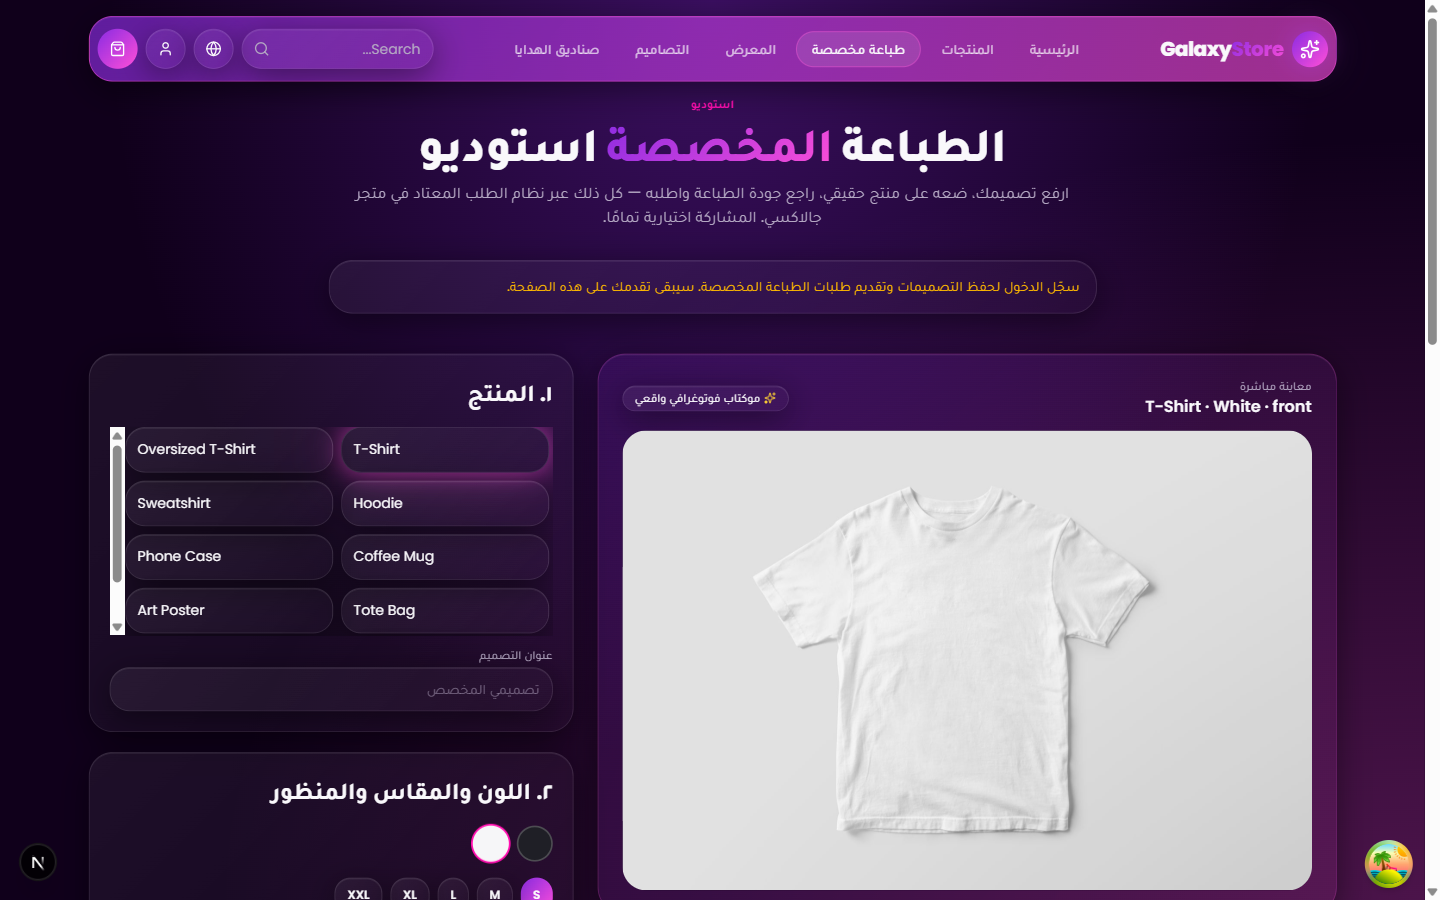 GalaxyStore
الرئيسية
المنتجات
طباعة مخصصة
المعرض
التصاميم
صناديق الهدايا
Search...
استوديو
الطباعة المخصصة استوديو
ارفع تصميمك، ضعه على منتج حقيقي، راجع جودة الطباعة واطلبه — كل ذلك عبر نظام الطلب المعتاد في متجر
جالاكسي. المشاركة اختيارية تمامًا.
سجّل الدخول لحفظ التصميمات وتقديم طلبات الطباعة المخصصة. سيبقى تقدمك على هذه الصفحة.
معاينة مباشرة
T-Shirt · White · front
موكتاب فوتوغرافي واقعي
١. المنتج
T-Shirt
Oversized T-Shirt
Hoodie
Sweatshirt
Coffee Mug
Phone Case
Tote Bag
Art Poster
عنوان التصميم
تصميمي المخصص
٢. اللون والمقاس والمنظور
S
M
L
XL
XXL
N